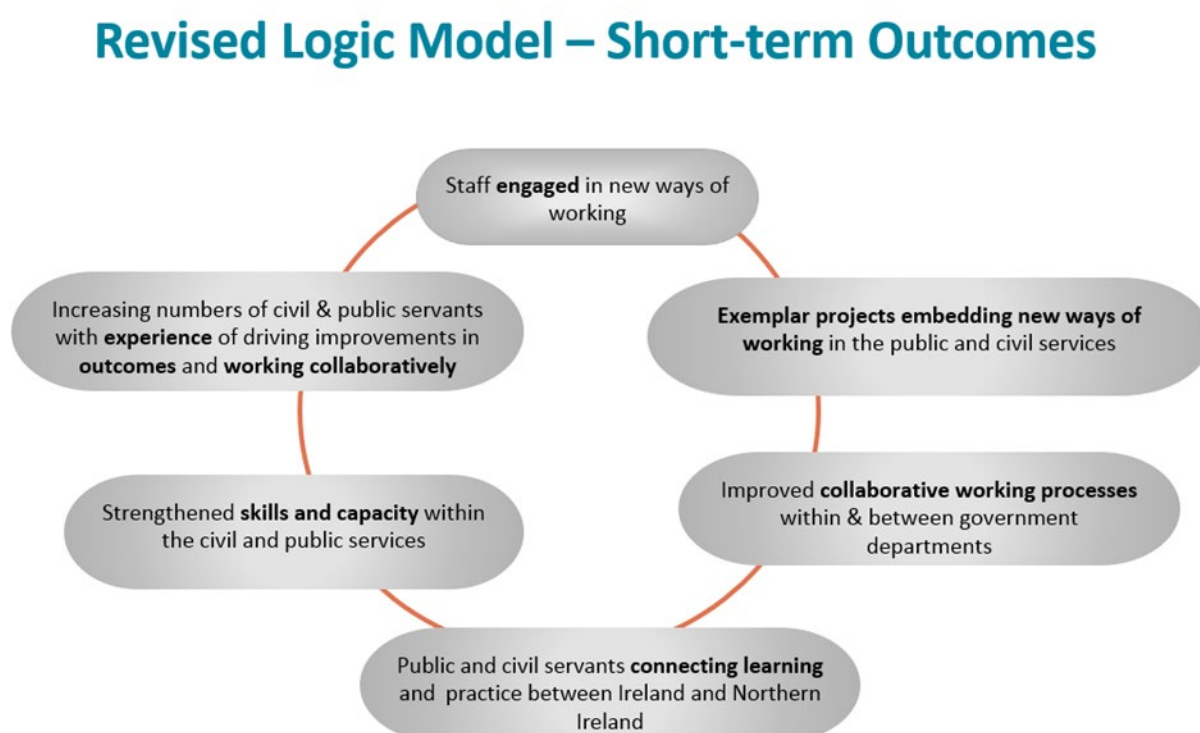 Revised Logic Model – Short-term Outcomes
Staff engaged in new ways of
working
Exemplar projects embedding new ways of
working in the public and civil services
Improved collaborative working processes
within & between government
departments
Public and civil servants connecting learning
and practice between Ireland and Northern
Ireland
Strengthened skills and capacity within
the civil and public services
Increasing numbers of civil & public servants
with experience of driving improvements in
outcomes and working collaboratively